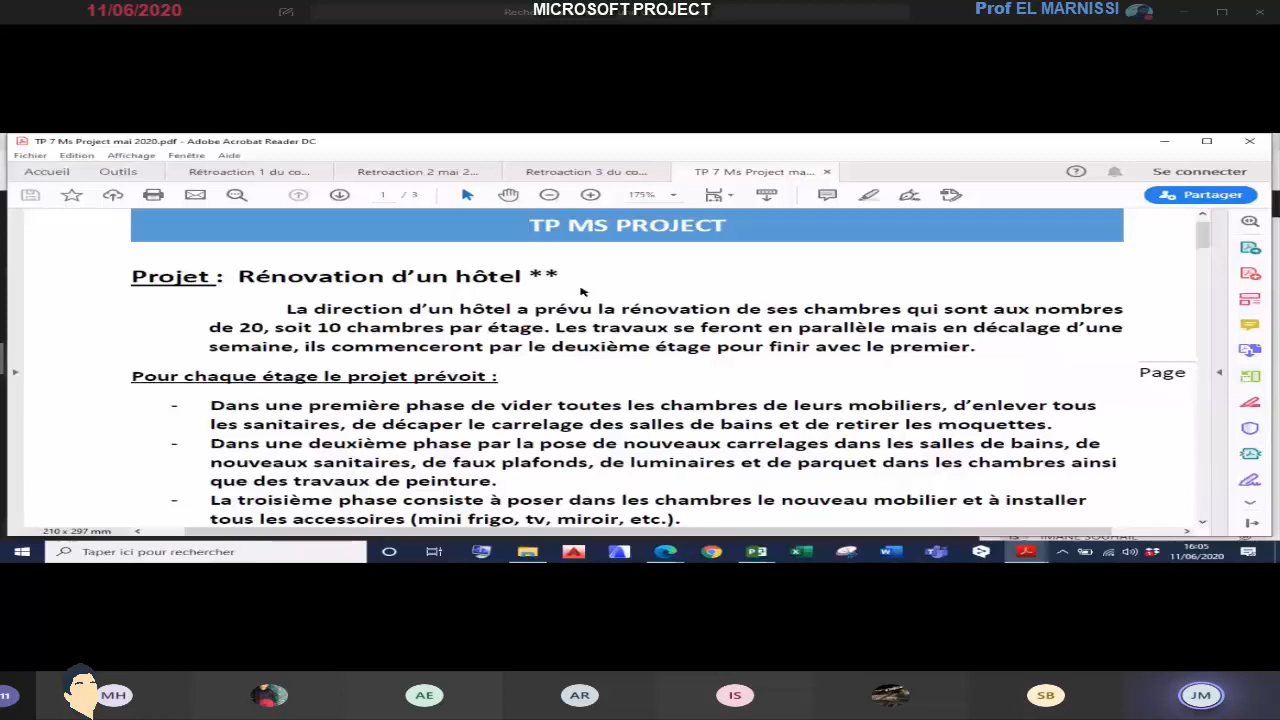 11/06/2020
MICROSOFT PROJECT
Prof EL MARNISSI
TP 7 Ms Project mai 2020.pdf - Adobe Acrobat Reader DC
Fichier Edition Affichage Fenêtre Aide
Accueil Outils Rétroaction 1 du co... Retroaction 2 mai 2... Retroaction 3 du co... TP 7 Ms Project ma... × Se connecter
1 / 3 175% Partager
TP MS PROJECT
Projet : Rénovation d'un hôtel **
La direction d'un hôtel a prévu la rénovation de ses chambres qui sont aux nombres
de 20, soit 10 chambres par étage. Les travaux se feront en parallèle mais en décalage d'une
semaine, ils commenceront par le deuxième étage pour finir avec le premier.
Page
Pour chaque étage le projet prévoit :
- Dans une première phase de vider toutes les chambres de leurs mobiliers, d'enlever tous
les sanitaires, de décaper le carrelage des salles de bains et de retirer les moquettes.
- Dans une deuxième phase par la pose de nouveaux carrelages dans les salles de bains, de
nouveaux sanitaires, de faux plafonds, de luminaires et de parquet dans les chambres ainsi
que des travaux de peinture.
- La troisième phase consiste à poser dans les chambres le nouveau mobilier et à installer
tous les accessoires (mini frigo, tv, miroir, etc.).
210 x 297 mm
Taper ici pour rechercher
16:05
11/06/2020
11 MH AE AR IS SB JM